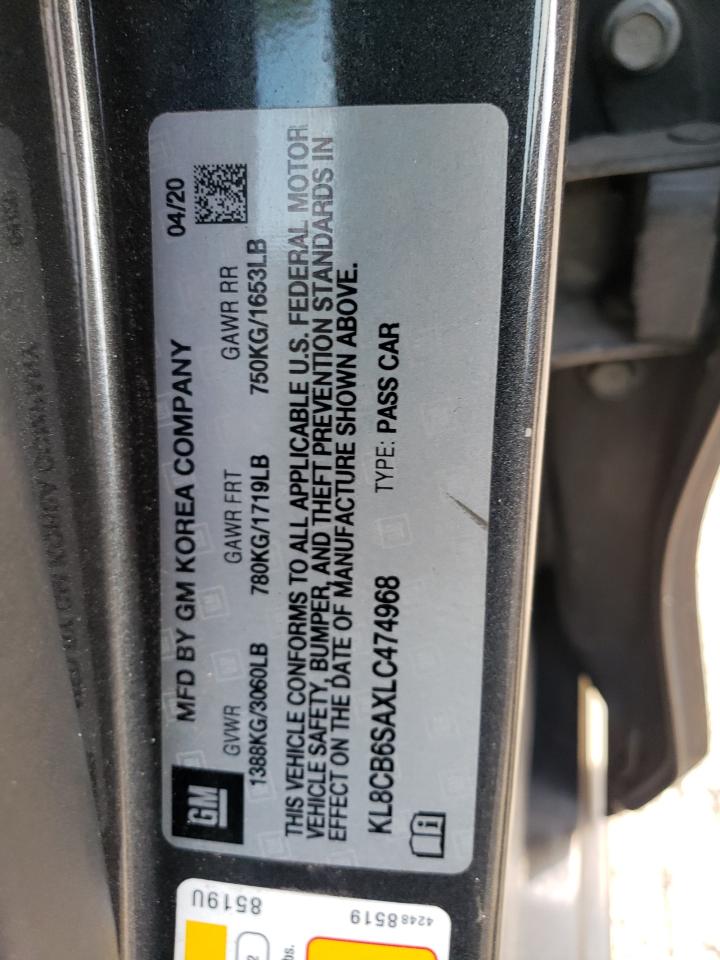 GM
MFD BY GM KOREA COMPANY 04/20
GVWR GAWR FRT GAWR RR
1388KG/3060LB 780KG/1719LB 750KG/1653LB
THIS VEHICLE CONFORMS TO ALL APPLICABLE U.S. FEDERAL MOTOR
VEHICLE SAFETY, BUMPER, AND THEFT PREVENTION STANDARDS IN
EFFECT ON THE DATE OF MANUFACTURE SHOWN ABOVE.
KL8CB6SAXLC474968 TYPE: PASS CAR
8519U
42488519